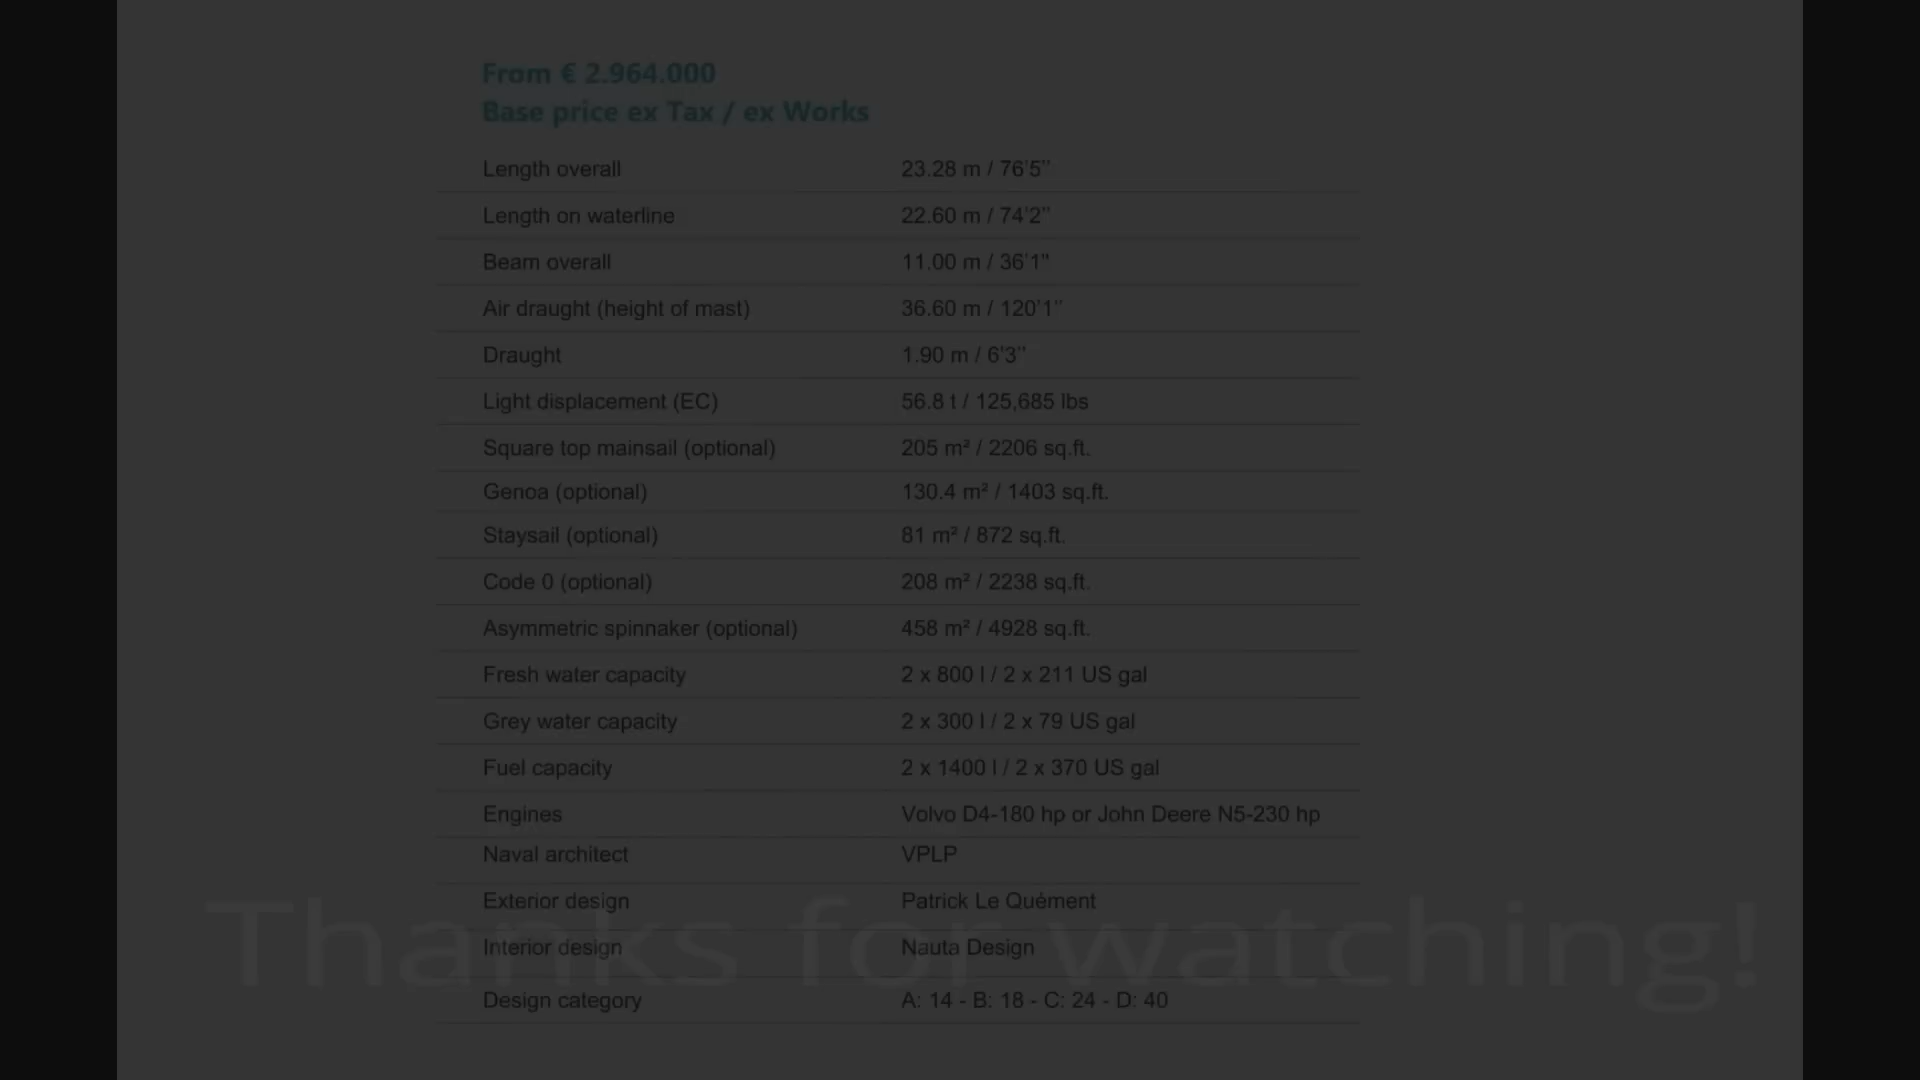 From € 2.964.000
Base price ex Tax / ex Works
Length overall 23.28 m / 76'5''
Length on waterline 22.60 m / 74'2''
Beam overall 11.00 m / 36'1"
Air draught (height of mast) 36.60 m / 120'1''
Draught 1.90 m / 6'3''
Light displacement (EC) 56.8 t / 125,685 lbs
Square top mainsail (optional) 205 m² / 2206 sq.ft.
Genoa (optional) 130.4 m² / 1403 sq.ft.
Staysail (optional) 81 m² / 872 sq.ft.
Code 0 (optional) 208 m² / 2238 sq.ft.
Asymmetric spinnaker (optional) 458 m² / 4928 sq.ft.
Fresh water capacity 2 x 800 l / 2 x 211 US gal
Grey water capacity 2 x 300 l / 2 x 79 US gal
Fuel capacity 2 x 1400 l / 2 x 370 US gal
Engines Volvo D4-180 hp or John Deere N5-230 hp
Naval architect VPLP
Exterior design Patrick Le Quément
Thanks for watching!
Interior design Nauta Design
Design category A: 14 - B: 18 - C: 24 - D: 40